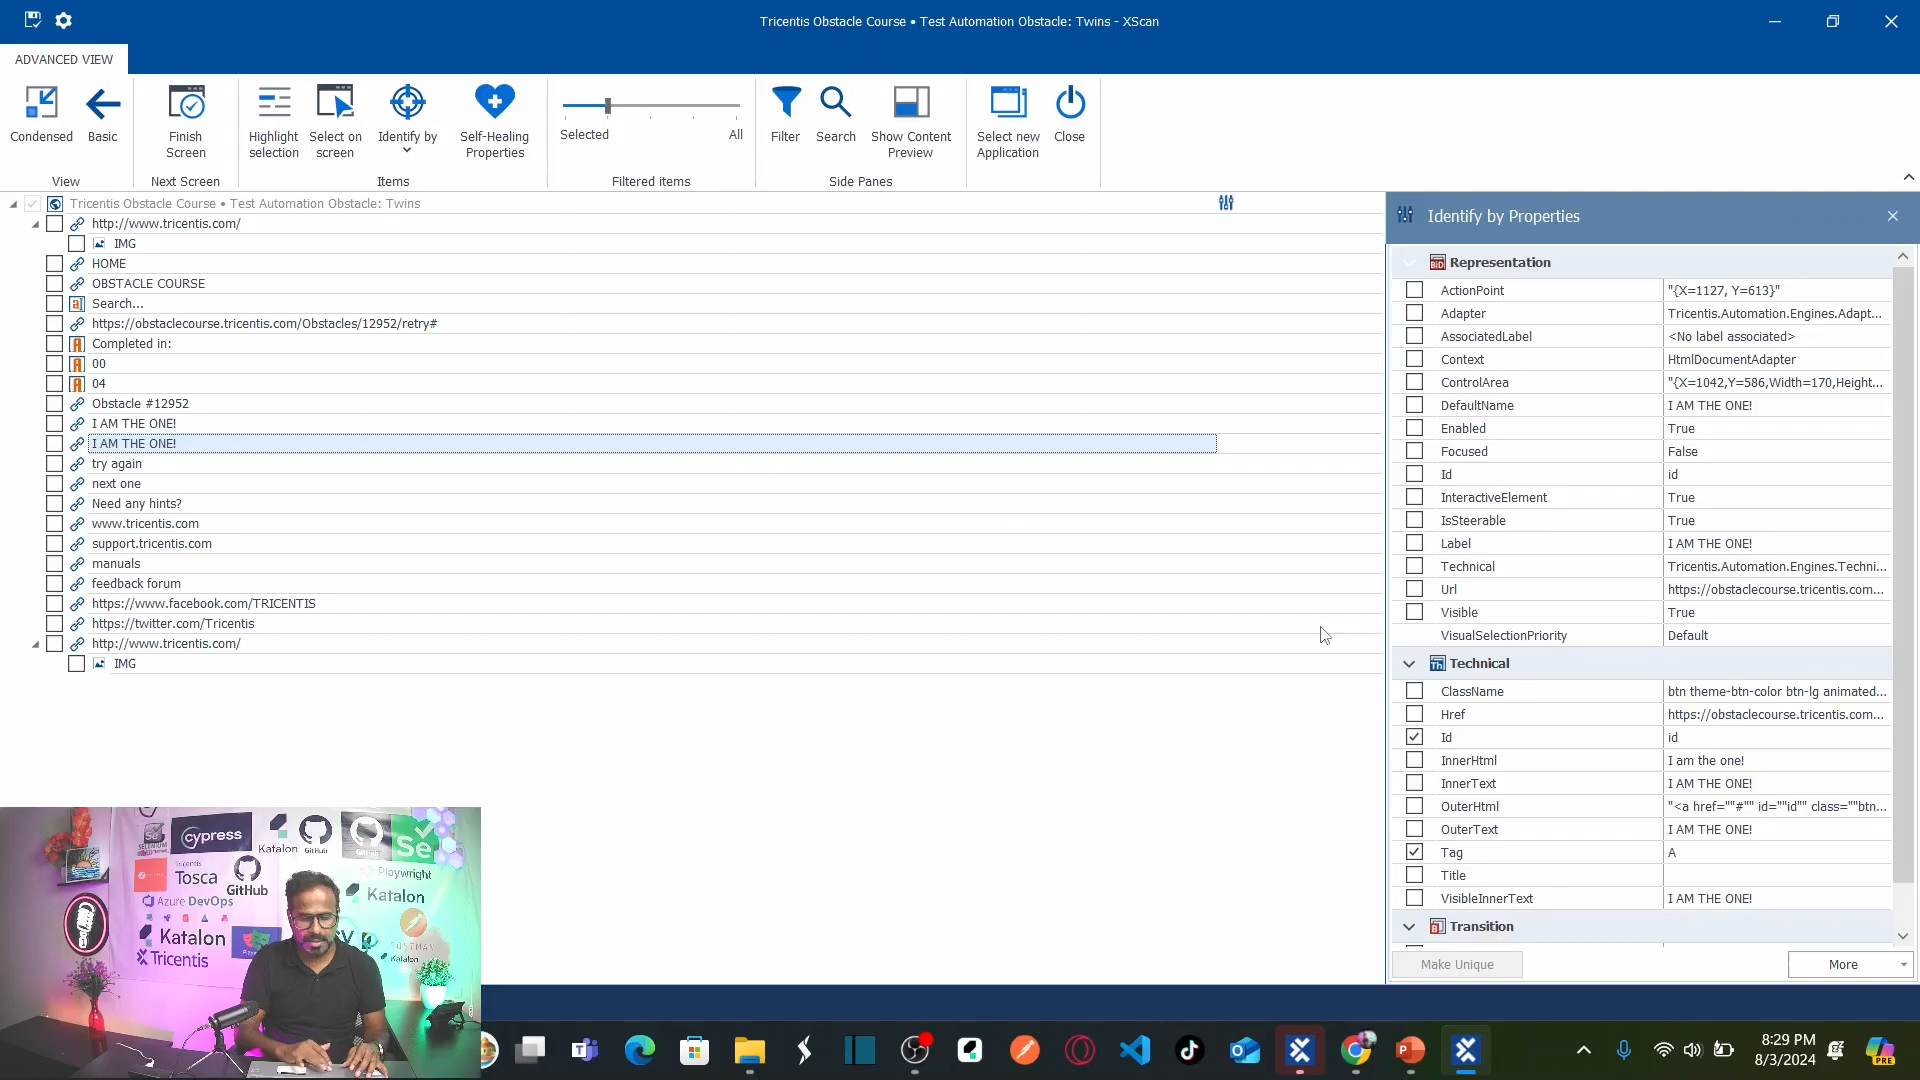 Tricentis Obstacle Course • Test Automation Obstacle: Twins - XScan
ADVANCED VIEW
Condensed
Basic
Finish Screen
Highlight selection
Select on screen
Identify by
Self-Healing Properties
Selected
All
Filter
Search
Show Content Preview
Select new Application
Close
View
Next Screen
Items
Filtered items
Side Panes
Tricentis Obstacle Course • Test Automation Obstacle: Twins
http://www.tricentis.com/
IMG
HOME
OBSTACLE COURSE
Search...
https://obstaclecourse.tricentis.com/Obstacles/12952/retry#
Completed in:
00
04
Obstacle #12952
I AM THE ONE!
I AM THE ONE!
try again
next one
Need any hints?
www.tricentis.com
support.tricentis.com
manuals
feedback forum
https://www.facebook.com/TRICENTIS
https://twitter.com/Tricentis
http://www.tricentis.com/
IMG
Identify by Properties
Representation
ActionPoint "{X=1127, Y=613}"
Adapter Tricentis.Automation.Engines.Adapt...
AssociatedLabel <No label associated>
Context HtmlDocumentAdapter
ControlArea "{X=1042,Y=586,Width=170,Height...
DefaultName I AM THE ONE!
Enabled True
Focused False
Id id
InteractiveElement True
IsSteerable True
Label I AM THE ONE!
Technical Tricentis.Automation.Engines.Techni...
Url https://obstaclecourse.tricentis.com...
Visible True
VisualSelectionPriority Default
Technical
ClassName btn theme-btn-color btn-lg animated...
Href https://obstaclecourse.tricentis.com...
Id id
InnerHtml I am the one!
InnerText I AM THE ONE!
OuterHtml "<a href=""#"" id=""id"" class=""btn...
OuterText I AM THE ONE!
Tag A
Title
VisibleInnerText I AM THE ONE!
Transition
Make Unique
More
cypress
Katalon
GitHub
Se
Playwright
Tricentis
Tosca
GitHub
Katalon
Azure DevOps
Katalon
Tricentis
POSTMAN
Katalon
8:29 PM
8/3/2024
PRE